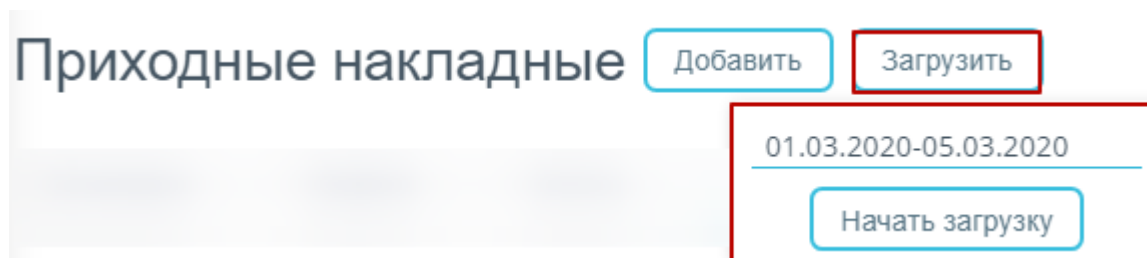 Приходные накладные Добавить Загрузить
01.03.2020-05.03.2020
Начать загрузку